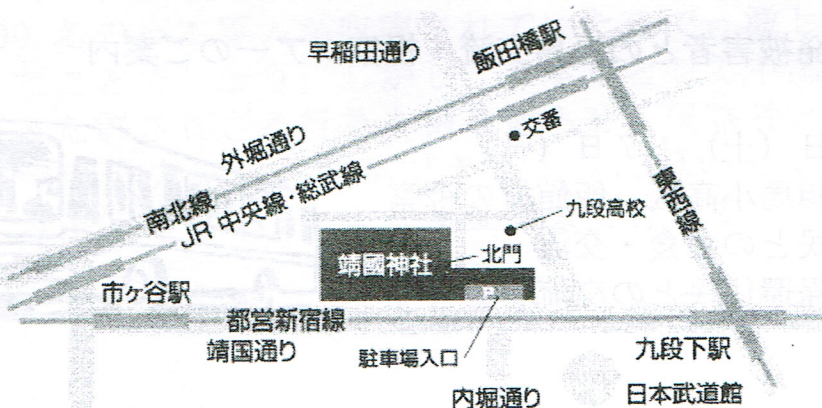 早稲田通り
飯田橋駅
外堀通り
交番
南北線
JR 中央線・総武線
東西線
九段高校
靖國神社
北門
市ヶ谷駅
P
都営新宿線
靖国通り
駐車場入口
九段下駅
内堀通り
日本武道館